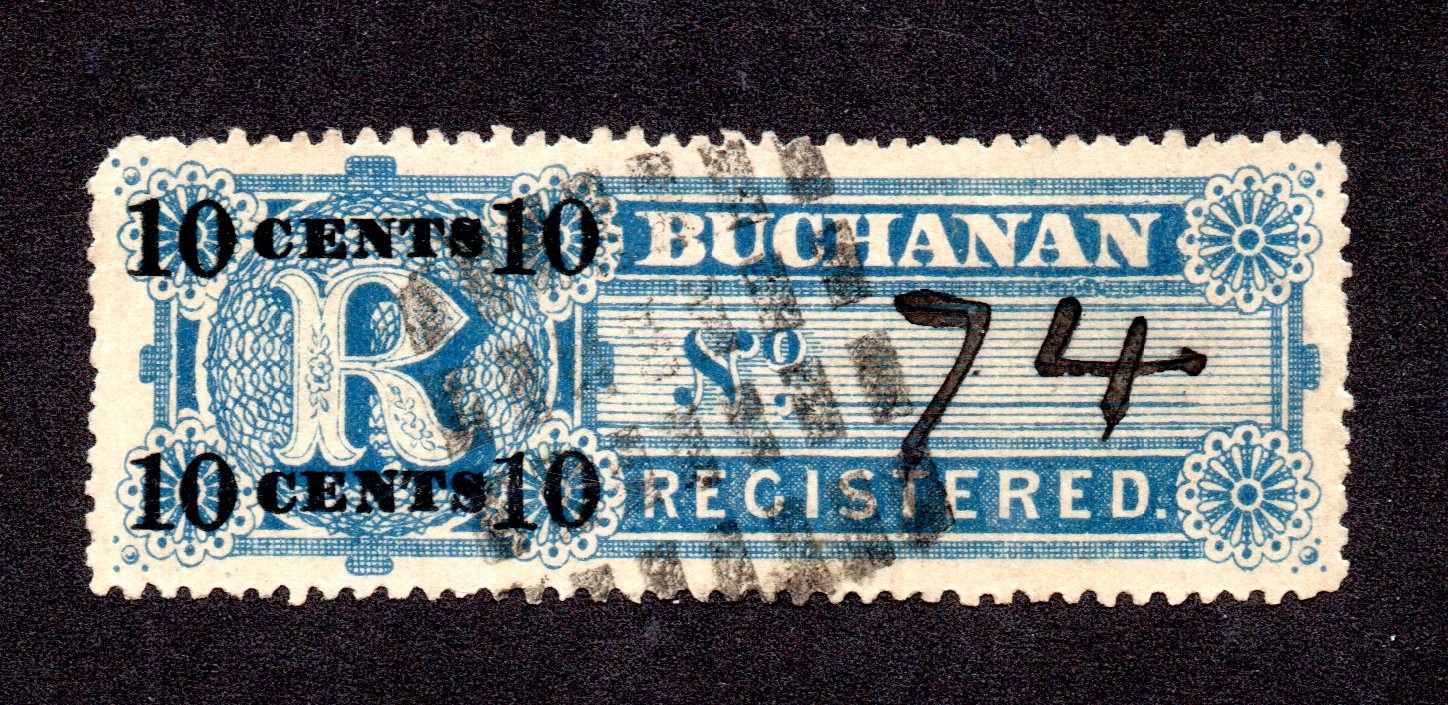 10 CENTS 10
BUCHANAN
R
No 74
10 CENTS 10
REGISTERED.